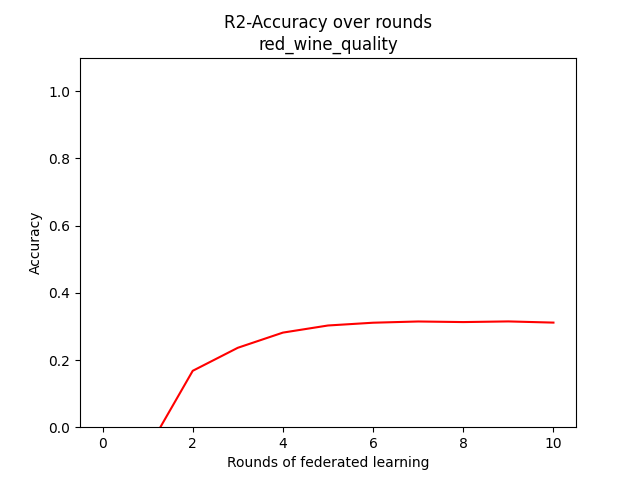 R2-Accuracy over rounds
red_wine_quality
1.0
0.8
0.6
0.4
0.2
0.0
Accuracy
0 2 4 6 8 10
Rounds of federated learning